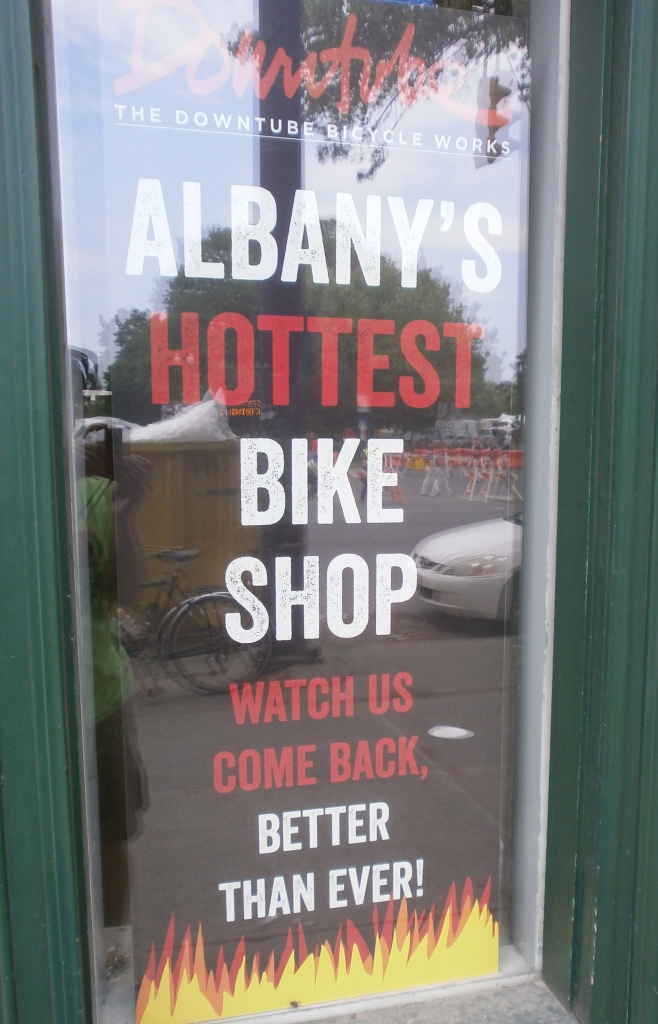 Downtube
THE DOWNTUBE BICYCLE WORKS
ALBANY'S
HOTTEST
BIKE
SHOP
WATCH US
COME BACK,
BETTER
THAN EVER!